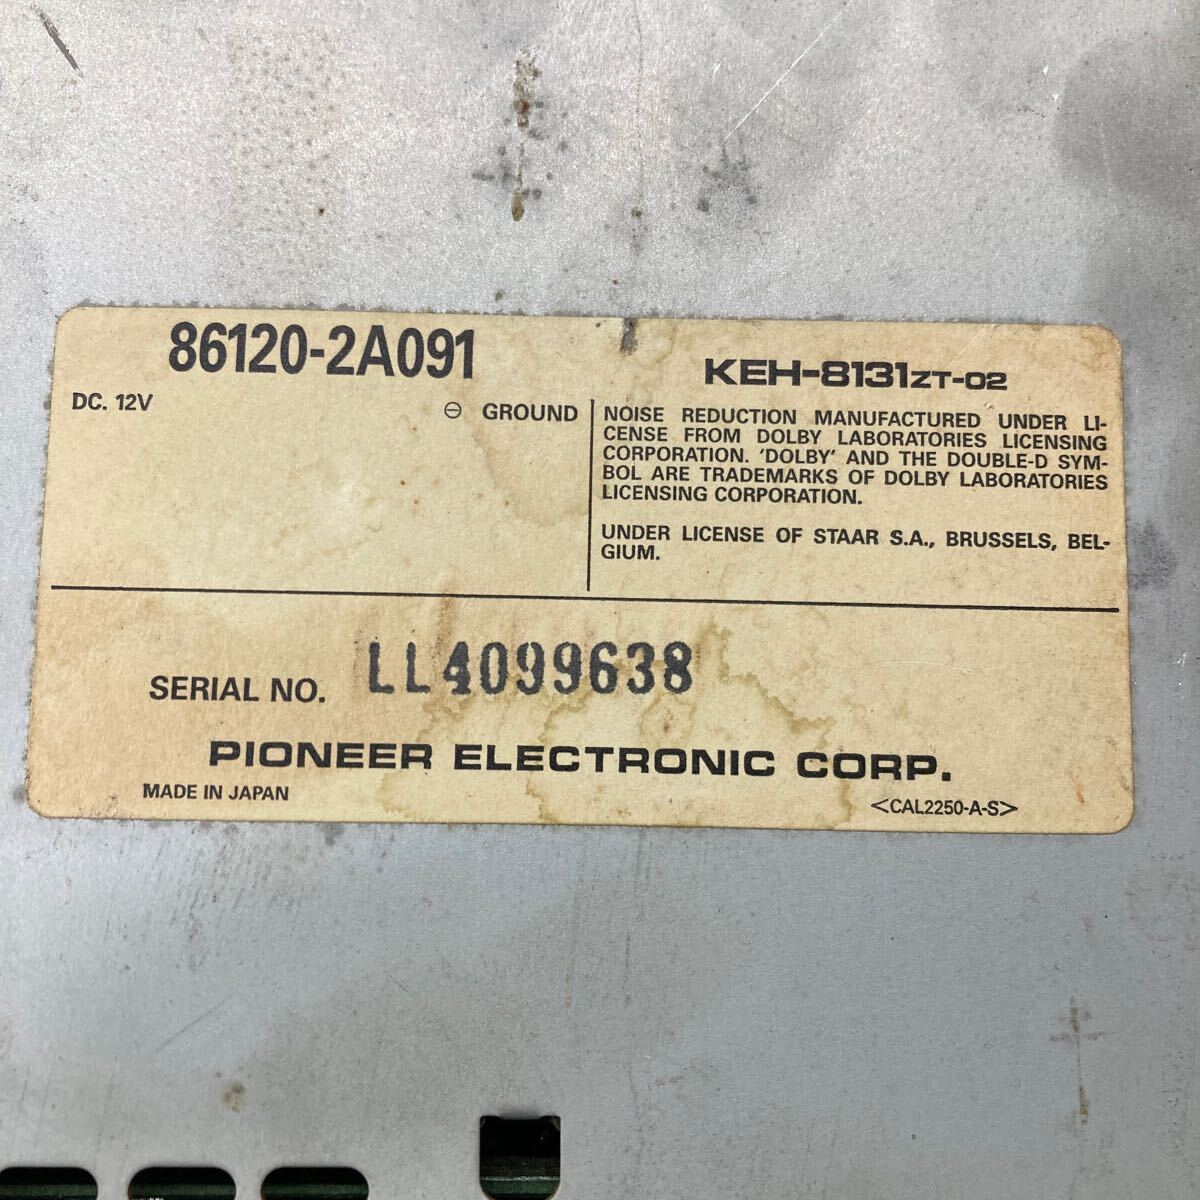 86120-2A091
KEH-8131ZT-02
DC. 12V
⊖ GROUND
NOISE REDUCTION MANUFACTURED UNDER LI-
CENSE FROM DOLBY LABORATORIES LICENSING
CORPORATION. 'DOLBY' AND THE DOUBLE-D SYM-
BOL ARE TRADEMARKS OF DOLBY LABORATORIES
LICENSING CORPORATION.
UNDER LICENSE OF STAAR S.A., BRUSSELS, BEL-
GIUM.
SERIAL NO. LL4099638
PIONEER ELECTRONIC CORP.
MADE IN JAPAN
<CAL2250-A-S>